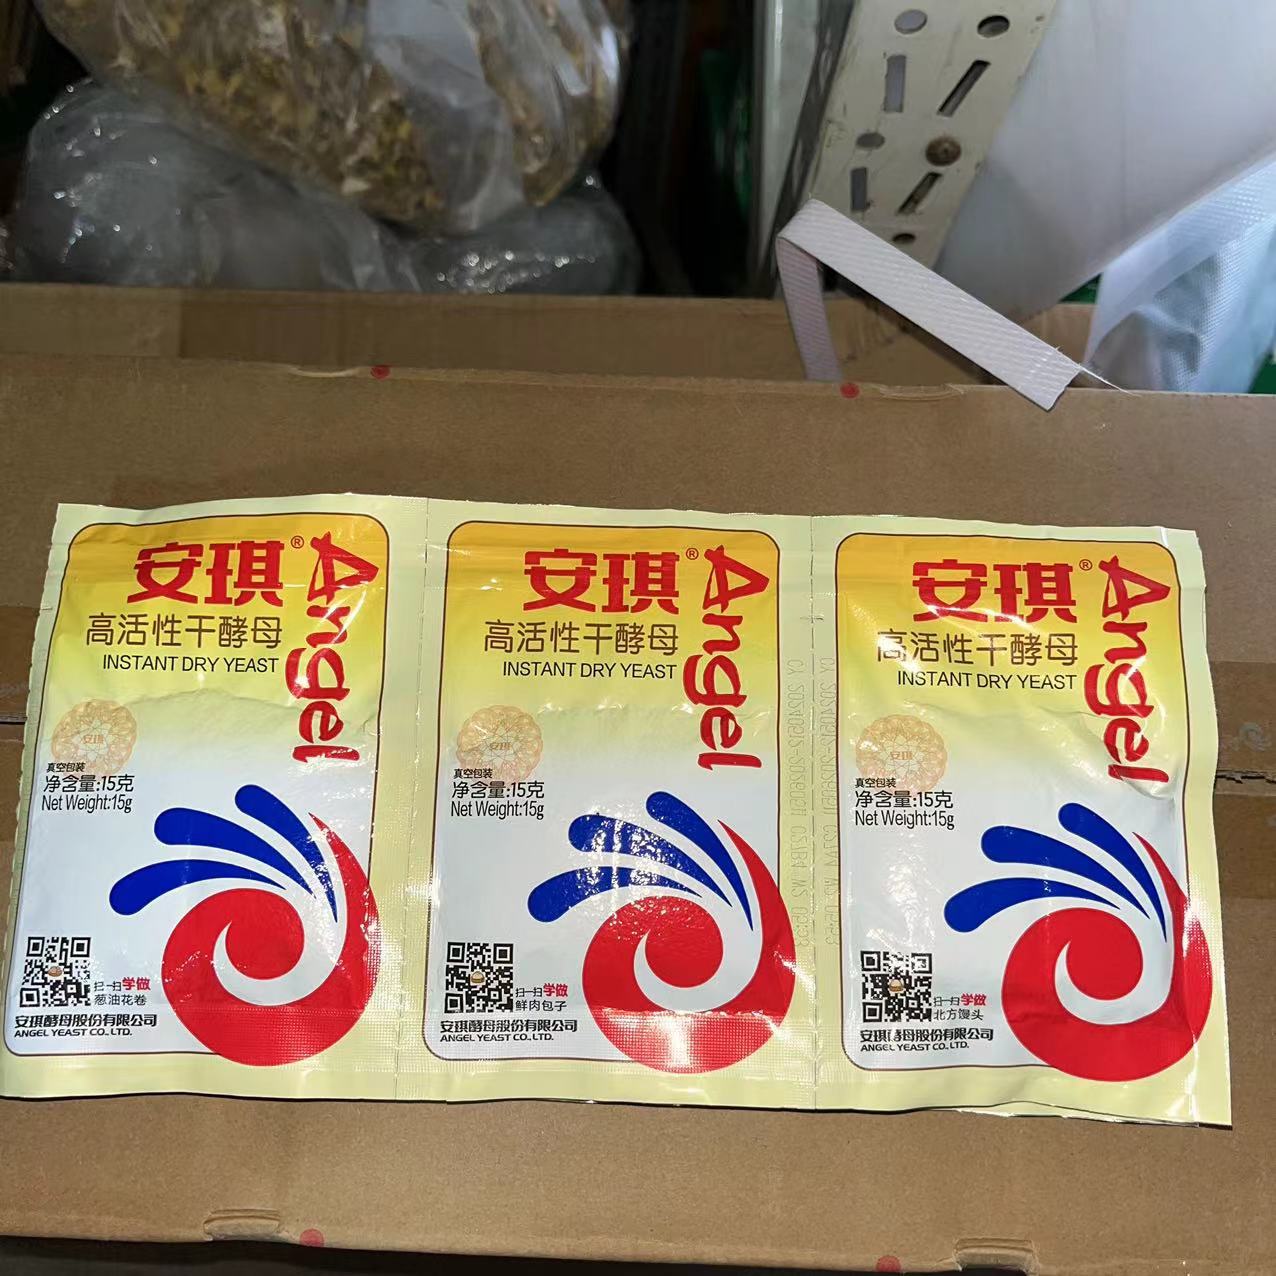 安琪®
Angel
高活性干酵母
INSTANT DRY YEAST
安琪
真空包装
净含量:15克
Net Weight:15g
扫一扫学做
葱油花卷
安琪酵母股份有限公司
ANGEL YEAST CO.,LTD.
安琪®
Angel
高活性干酵母
INSTANT DRY YEAST
安琪
真空包装
净含量:15克
Net Weight:15g
扫一扫学做
鲜肉包子
安琪酵母股份有限公司
ANGEL YEAST CO.,LTD.
安琪®
Angel
高活性干酵母
INSTANT DRY YEAST
安琪
真空包装
净含量:15克
Net Weight:15g
扫一扫学做
北方馒头
安琪酵母股份有限公司
ANGEL YEAST CO.,LTD.